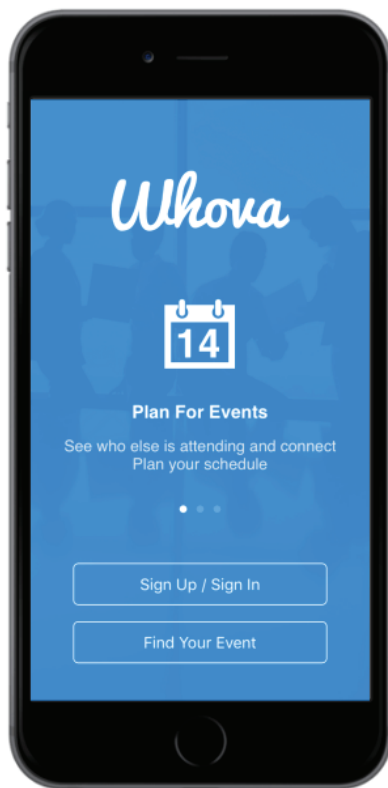 Whova
14
Plan For Events
See who else is attending and connect
Plan your schedule
Sign Up / Sign In
Find Your Event